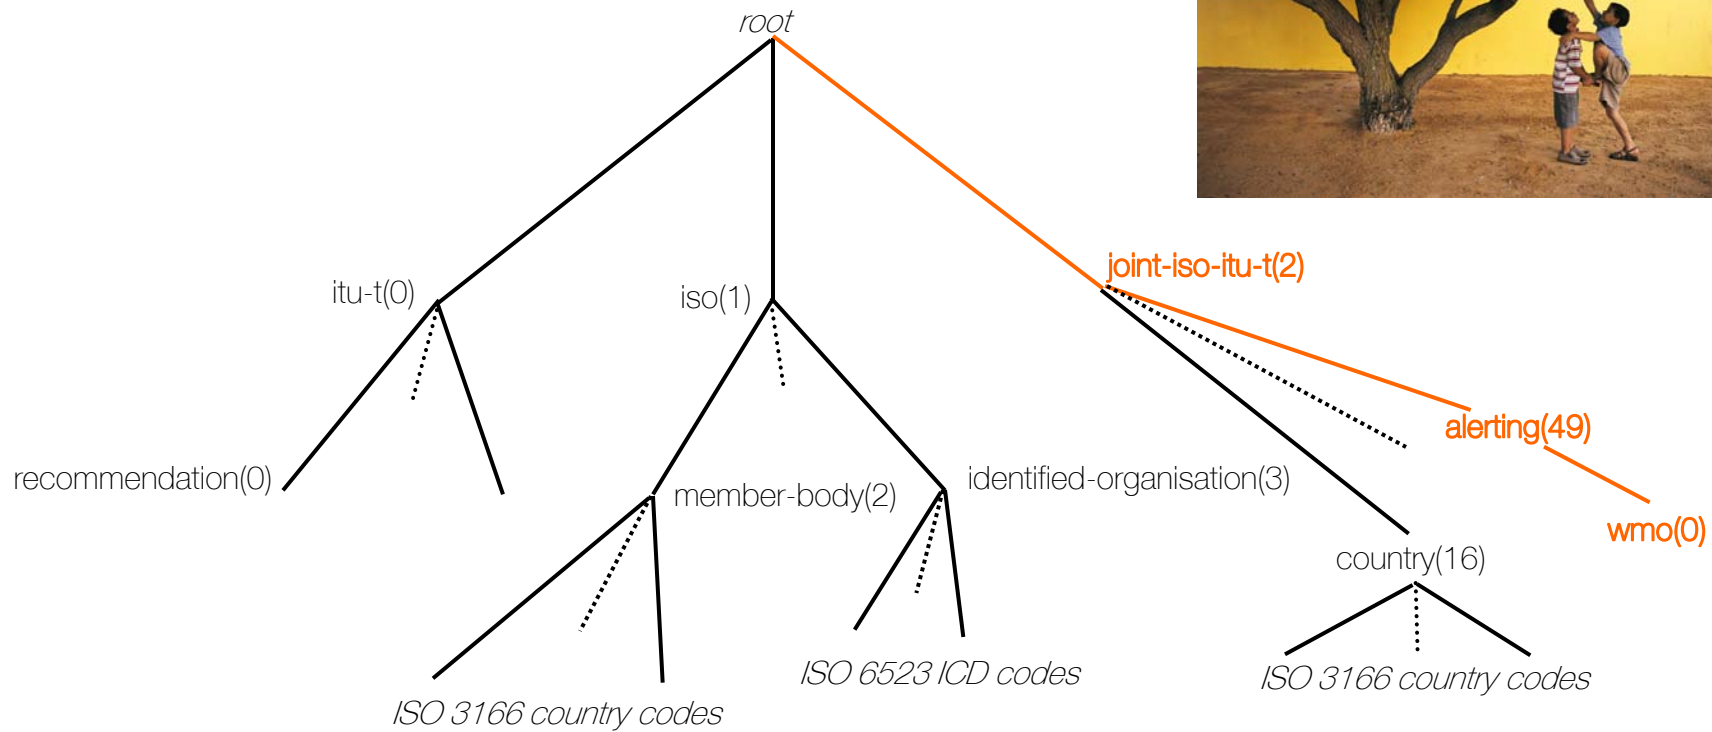 root
joint-iso-itu-t(2)
itu-t(0)
iso(1)
alerting(49)
recommendation(0)
member-body(2)
identified-organisation(3)
wmo(0)
country(16)
ISO 6523 ICD codes
ISO 3166 country codes
ISO 3166 country codes